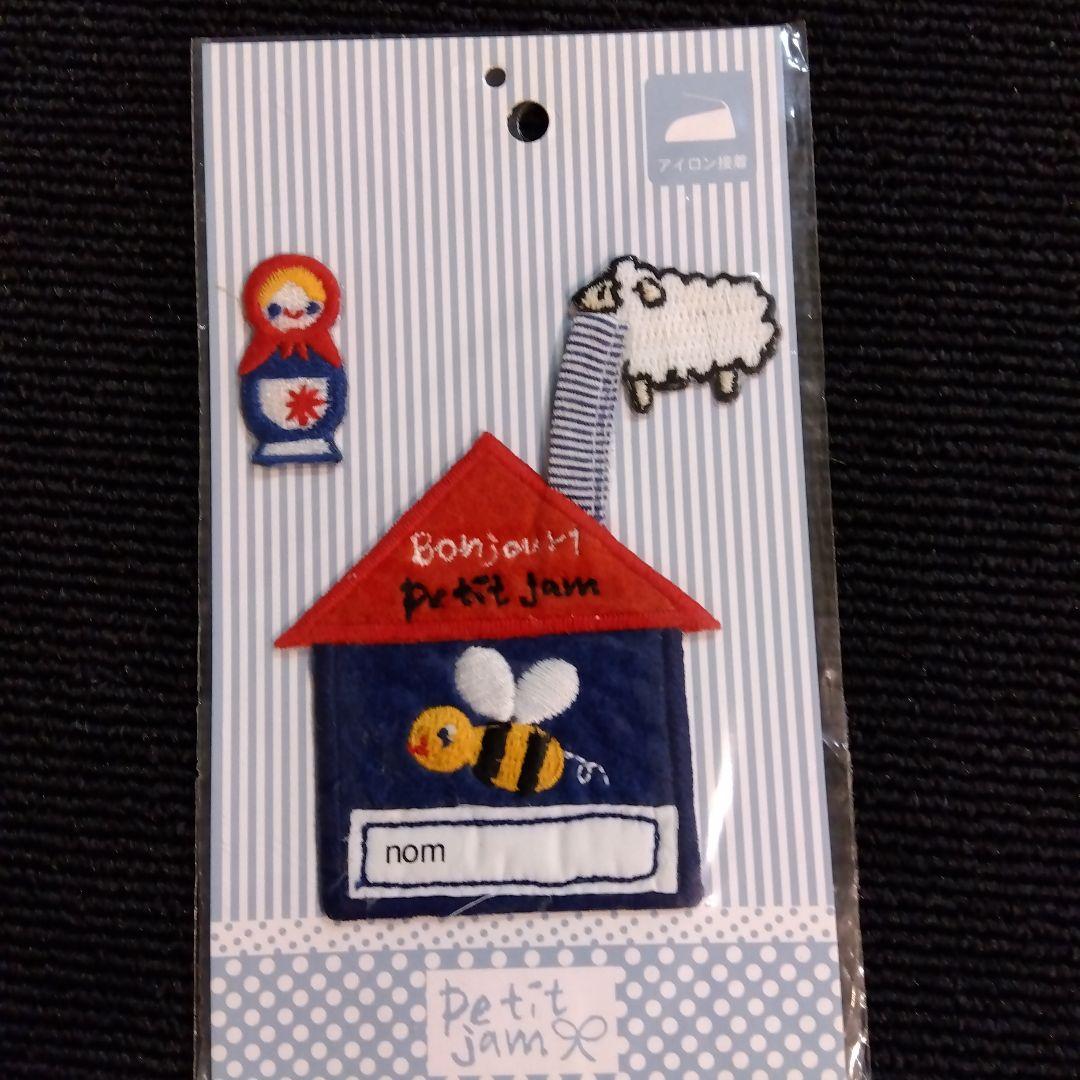 アイロン接着
Bonjour!
petit jam
nom
petit
jam